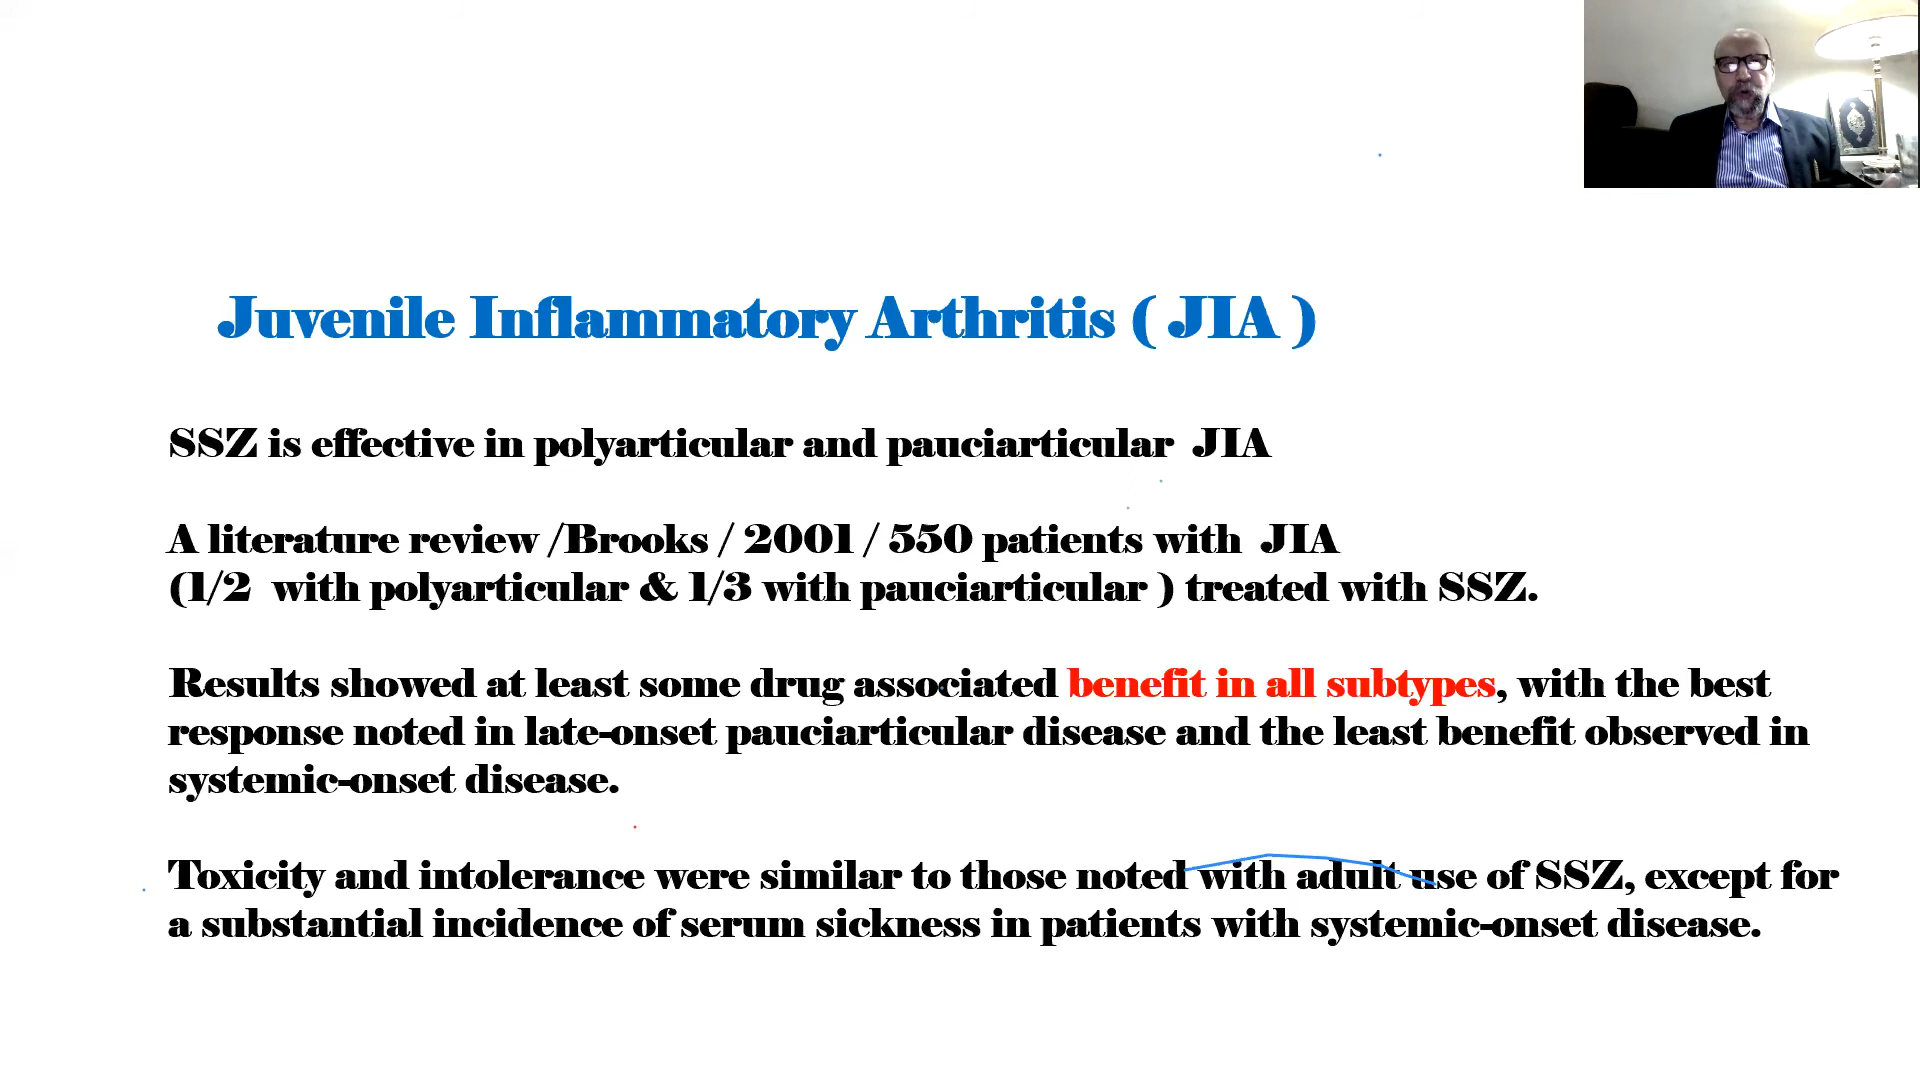 Juvenile Inflammatory Arthritis ( JIA )
SSZ is effective in polyarticular and pauciarticular JIA
A literature review /Brooks / 2001 / 550 patients with JIA
(1/2 with polyarticular & 1/3 with pauciarticular ) treated with SSZ.
Results showed at least some drug associated benefit in all subtypes, with the best
response noted in late-onset pauciarticular disease and the least benefit observed in
systemic-onset disease.
Toxicity and intolerance were similar to those noted with adult use of SSZ, except for
a substantial incidence of serum sickness in patients with systemic-onset disease.